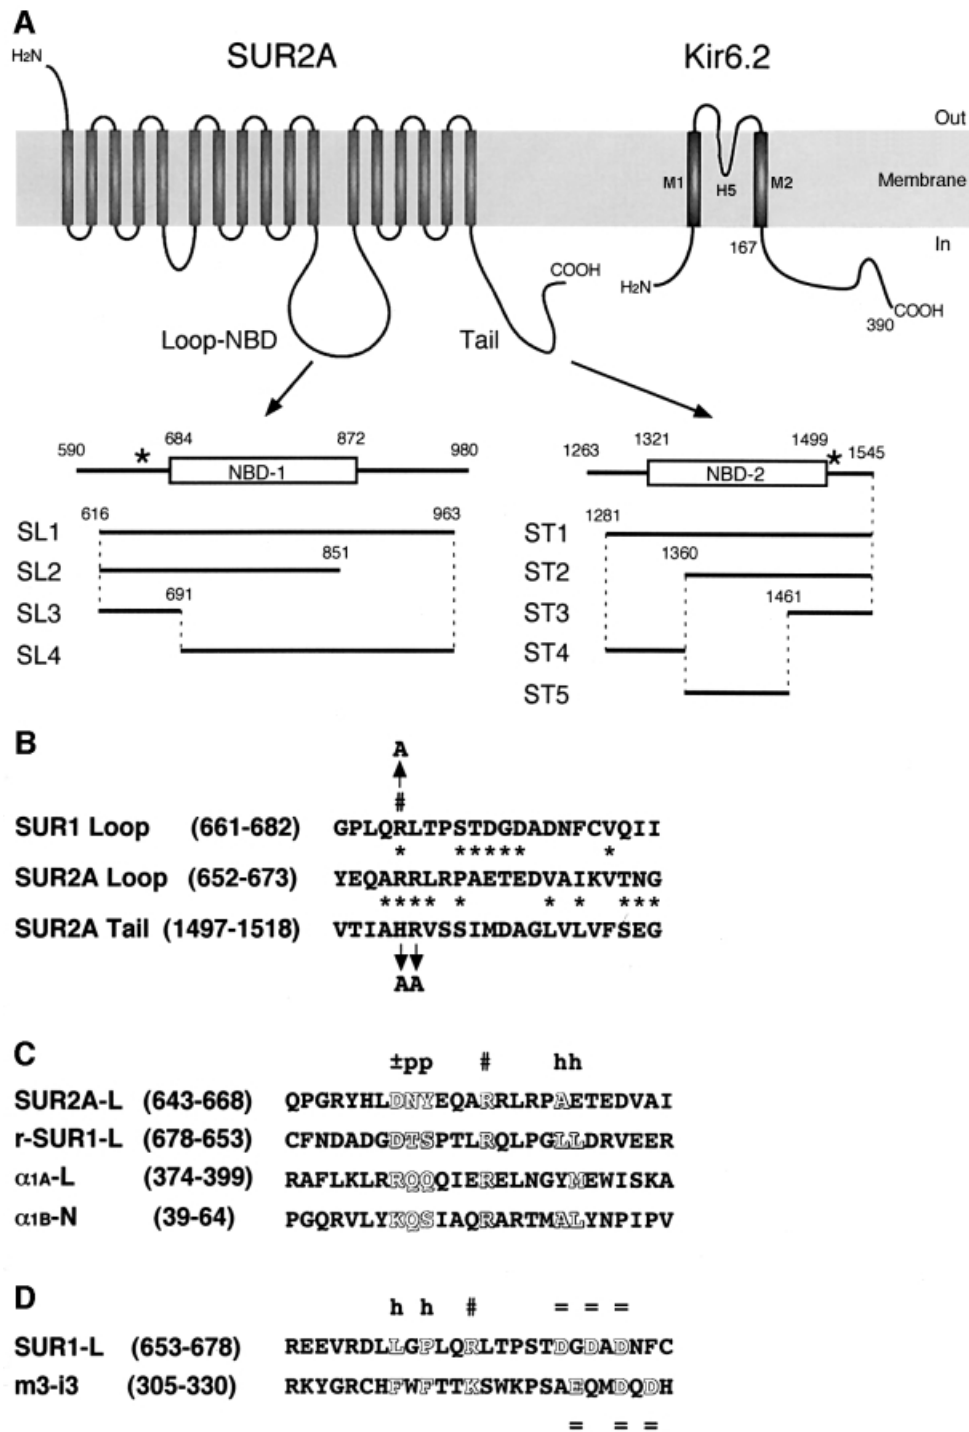 A
SUR2A Kir6.2
H2N
Out
M1 H5 M2 Membrane
167 In
COOH
H2N
COOH
390
Loop-NBD Tail
590 * 684 872 980
NBD-1
1263 1321 1499 * 1545
NBD-2
616 963
SL1
851
SL2
691
SL3
SL4
1281
ST1
1360
ST2
1461
ST3
ST4
ST5
B
A
#
SUR1 Loop (661-682) GPLQRLTPSTDGDADNFCVQII
* ***** *
SUR2A Loop (652-673) YEQARRLRPAETEDVAIKVTNG
**** * * * ***
SUR2A Tail (1497-1518) VTIAHRVSSIMDAGLVLVFSEG
AA
C
±pp # hh
SUR2A-L (643-668) QPGRYHLDNYEQARRLRPAETEDVAI
r-SUR1-L (678-653) CFNDADGDTSPTLRQLPGLLDRVEER
α1A-L (374-399) RAFLKLRRQQQIERELNGYMEWISKA
α1B-N (39-64) PGQRVLYKQSIAQRARTMALYNPIPV
D
h h # = = =
SUR1-L (653-678) REEVRDLLGPLQRLTPSTDGDADNFC
m3-i3 (305-330) RKYGRCHFWFTTKSWKPSAEQMDQDH
= = =